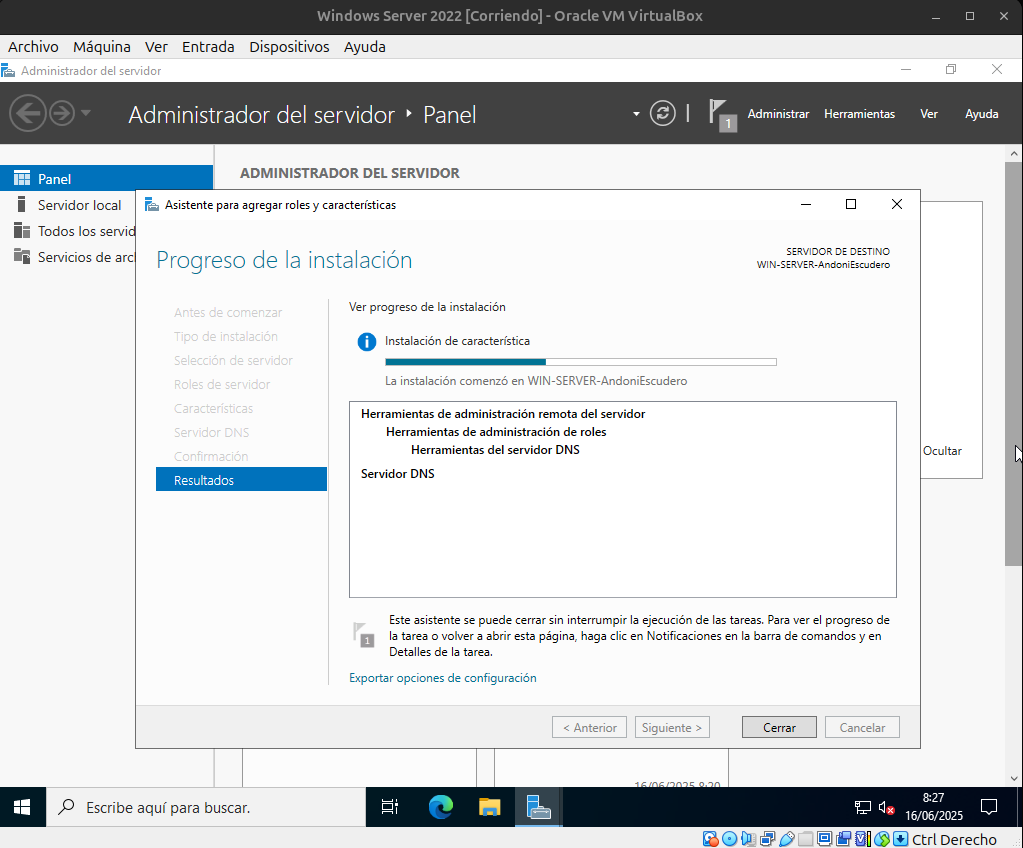 Windows Server 2022 [Corriendo] - Oracle VM VirtualBox
Archivo Máquina Ver Entrada Dispositivos Ayuda
Administrador del servidor
Administrador del servidor Panel
1
Administrar Herramientas Ver Ayuda
Panel
Servidor local
Todos los servid
Servicios de arc
ADMINISTRADOR DEL SERVIDOR
Asistente para agregar roles y características
Progreso de la instalación
SERVIDOR DE DESTINO
WIN-SERVER-AndoniEscudero
Antes de comenzar
Tipo de instalación
Selección de servidor
Roles de servidor
Características
Servidor DNS
Confirmación
Resultados
Ver progreso de la instalación
Instalación de característica
La instalación comenzó en WIN-SERVER-AndoniEscudero
Herramientas de administración remota del servidor
Herramientas de administración de roles
Herramientas del servidor DNS
Servidor DNS
Ocultar
1
Este asistente se puede cerrar sin interrumpir la ejecución de las tareas. Para ver el progreso de
la tarea o volver a abrir esta página, haga clic en Notificaciones en la barra de comandos y en
Detalles de la tarea.
Exportar opciones de configuración
< Anterior Siguiente > Cerrar Cancelar
16/06/2025 8:20
Escribe aquí para buscar.
8:27
16/06/2025
Ctrl Derecho